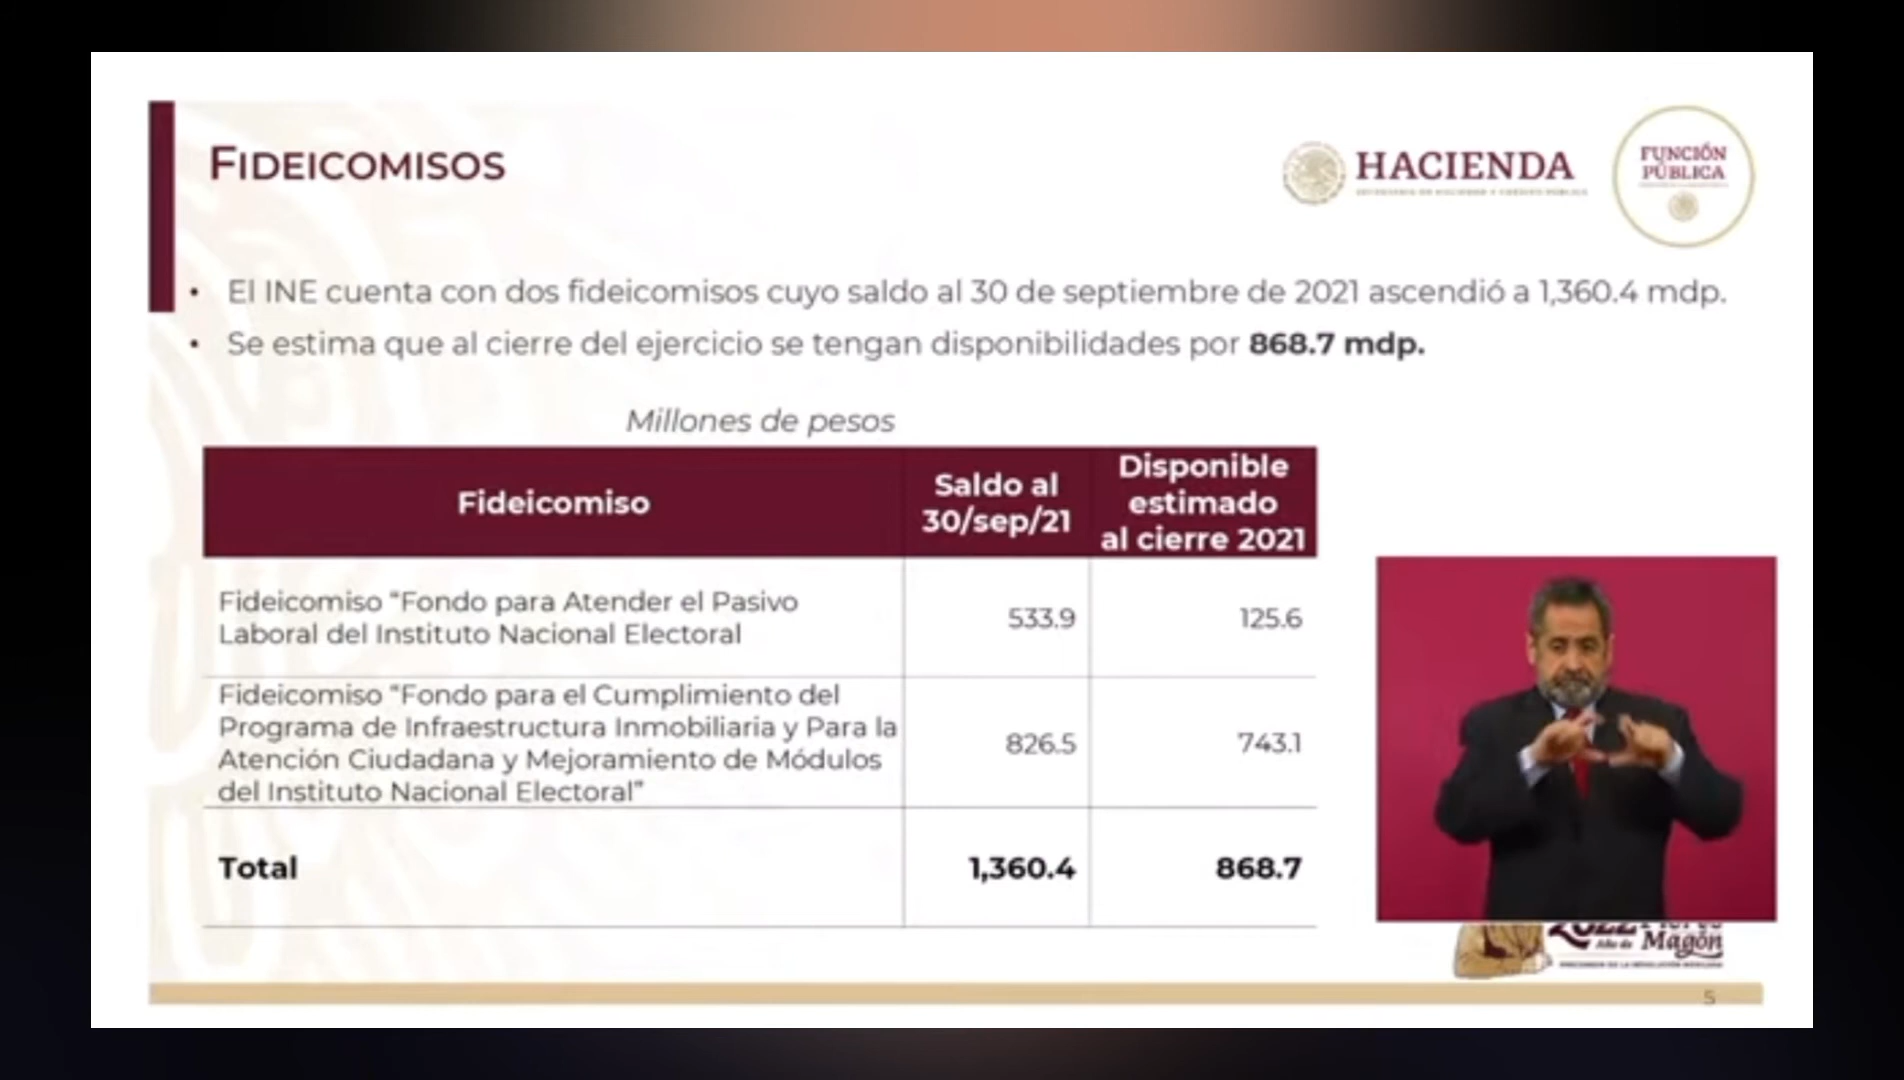 FIDEICOMISOS
HACIENDA
FUNCIÓN
PÚBLICA
• El INE cuenta con dos fideicomisos cuyo saldo al 30 de septiembre de 2021 ascendió a 1,360.4 mdp.
• Se estima que al cierre del ejercicio se tengan disponibilidades por 868.7 mdp.
Millones de pesos
Fideicomiso
Saldo al
30/sep/21
Disponible
estimado
al cierre 2021
Fideicomiso “Fondo para Atender el Pasivo
Laboral del Instituto Nacional Electoral
533.9
125.6
Fideicomiso “Fondo para el Cumplimiento del
Programa de Infraestructura Inmobiliaria y Para la
Atención Ciudadana y Mejoramiento de Módulos
del Instituto Nacional Electoral”
826.5
743.1
Total
1,360.4
868.7
Año de Magón
5